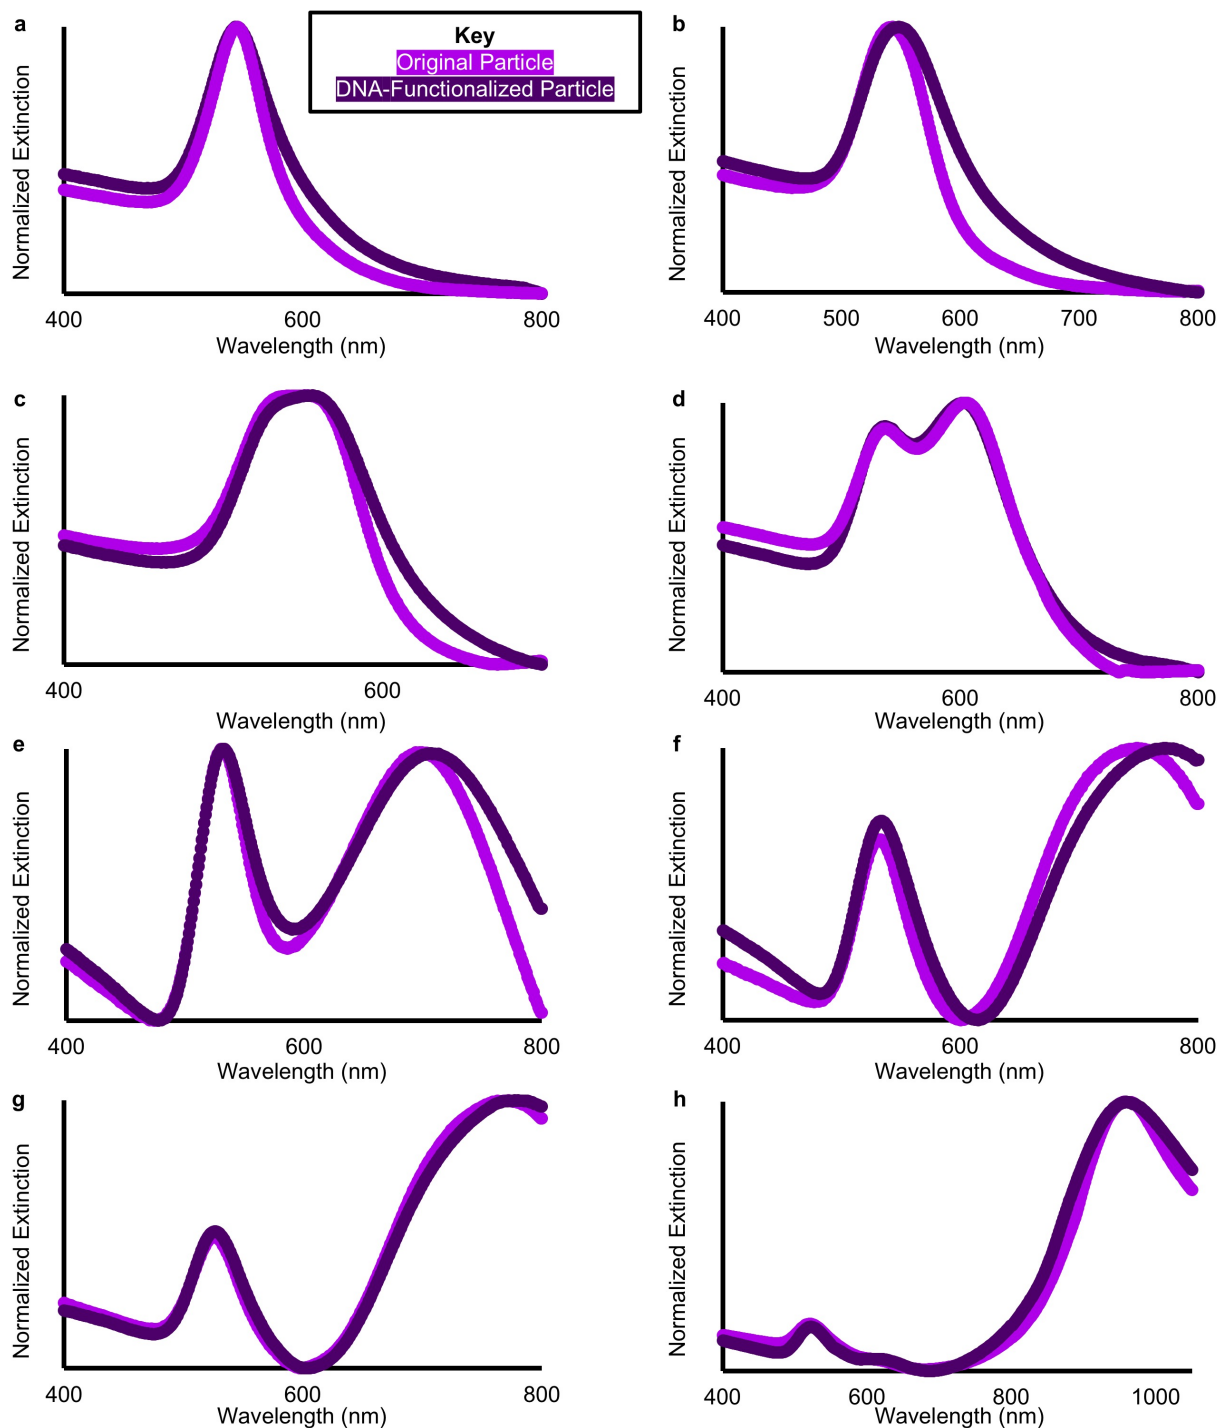 a
Key
Original Particle
DNA-Functionalized Particle
Normalized Extinction
400
600
800
Wavelength (nm)
b
Normalized Extinction
400
500
600
700
800
Wavelength (nm)
c
Normalized Extinction
400
600
Wavelength (nm)
d
Normalized Extinction
400
600
800
Wavelength (nm)
e
Normalized Extinction
400
600
800
Wavelength (nm)
f
Normalized Extinction
400
600
800
Wavelength (nm)
g
Normalized Extinction
400
600
800
Wavelength (nm)
h
Normalized Extinction
400
600
800
1000
Wavelength (nm)